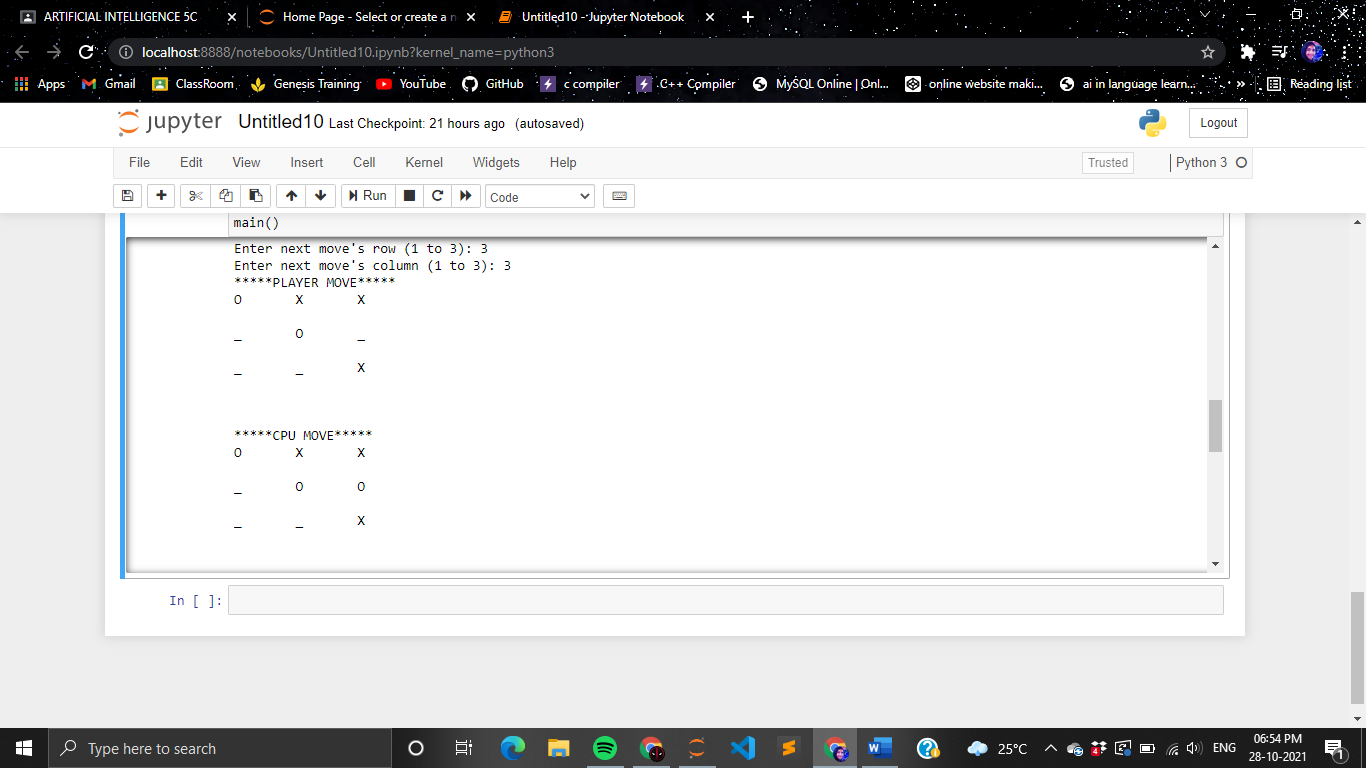 ARTIFICIAL INTELLIGENCE 5C
Home Page - Select or create a n
Untitled10 - Jupyter Notebook
localhost:8888/notebooks/Untitled10.ipynb?kernel_name=python3
Apps Gmail ClassRoom Genesis Training YouTube GitHub c compiler C++ Compiler MySQL Online | Onl... online website maki... ai in language learn... » Reading list
jupyter Untitled10 Last Checkpoint: 21 hours ago (autosaved) Logout
File Edit View Insert Cell Kernel Widgets Help Trusted Python 3
Run Code
main()
Enter next move's row (1 to 3): 3
Enter next move's column (1 to 3): 3
*****PLAYER MOVE*****
O X X
_ O _
_ _ X
*****CPU MOVE*****
O X X
_ O O
_ _ X
In [ ]:
Type here to search
25°C
ENG
06:54 PM
28-10-2021
1